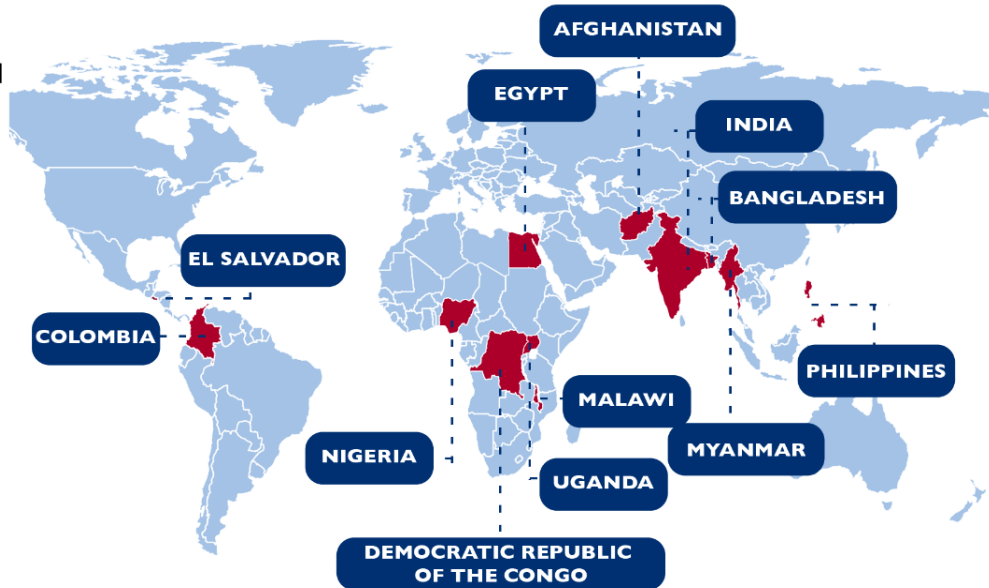 AFGHANISTAN
EGYPT
INDIA
BANGLADESH
EL SALVADOR
COLOMBIA
PHILIPPINES
MALAWI
NIGERIA
MYANMAR
UGANDA
DEMOCRATIC REPUBLIC
OF THE CONGO